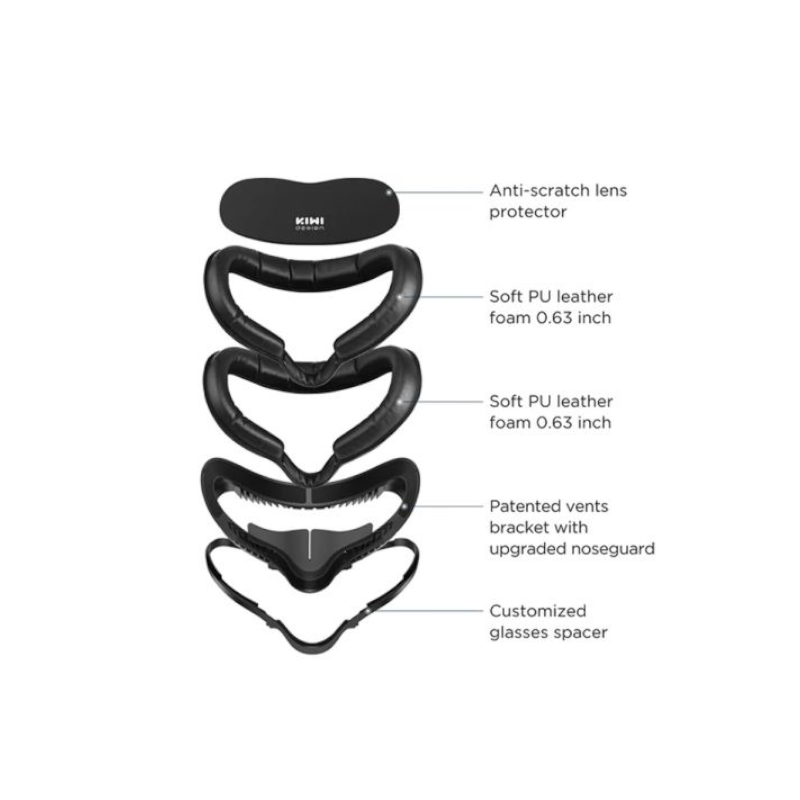 Anti-scratch lens
protector
KIWI
design
Soft PU leather
foam 0.63 inch
Soft PU leather
foam 0.63 inch
Patented vents
bracket with
upgraded noseguard
Customized
glasses spacer